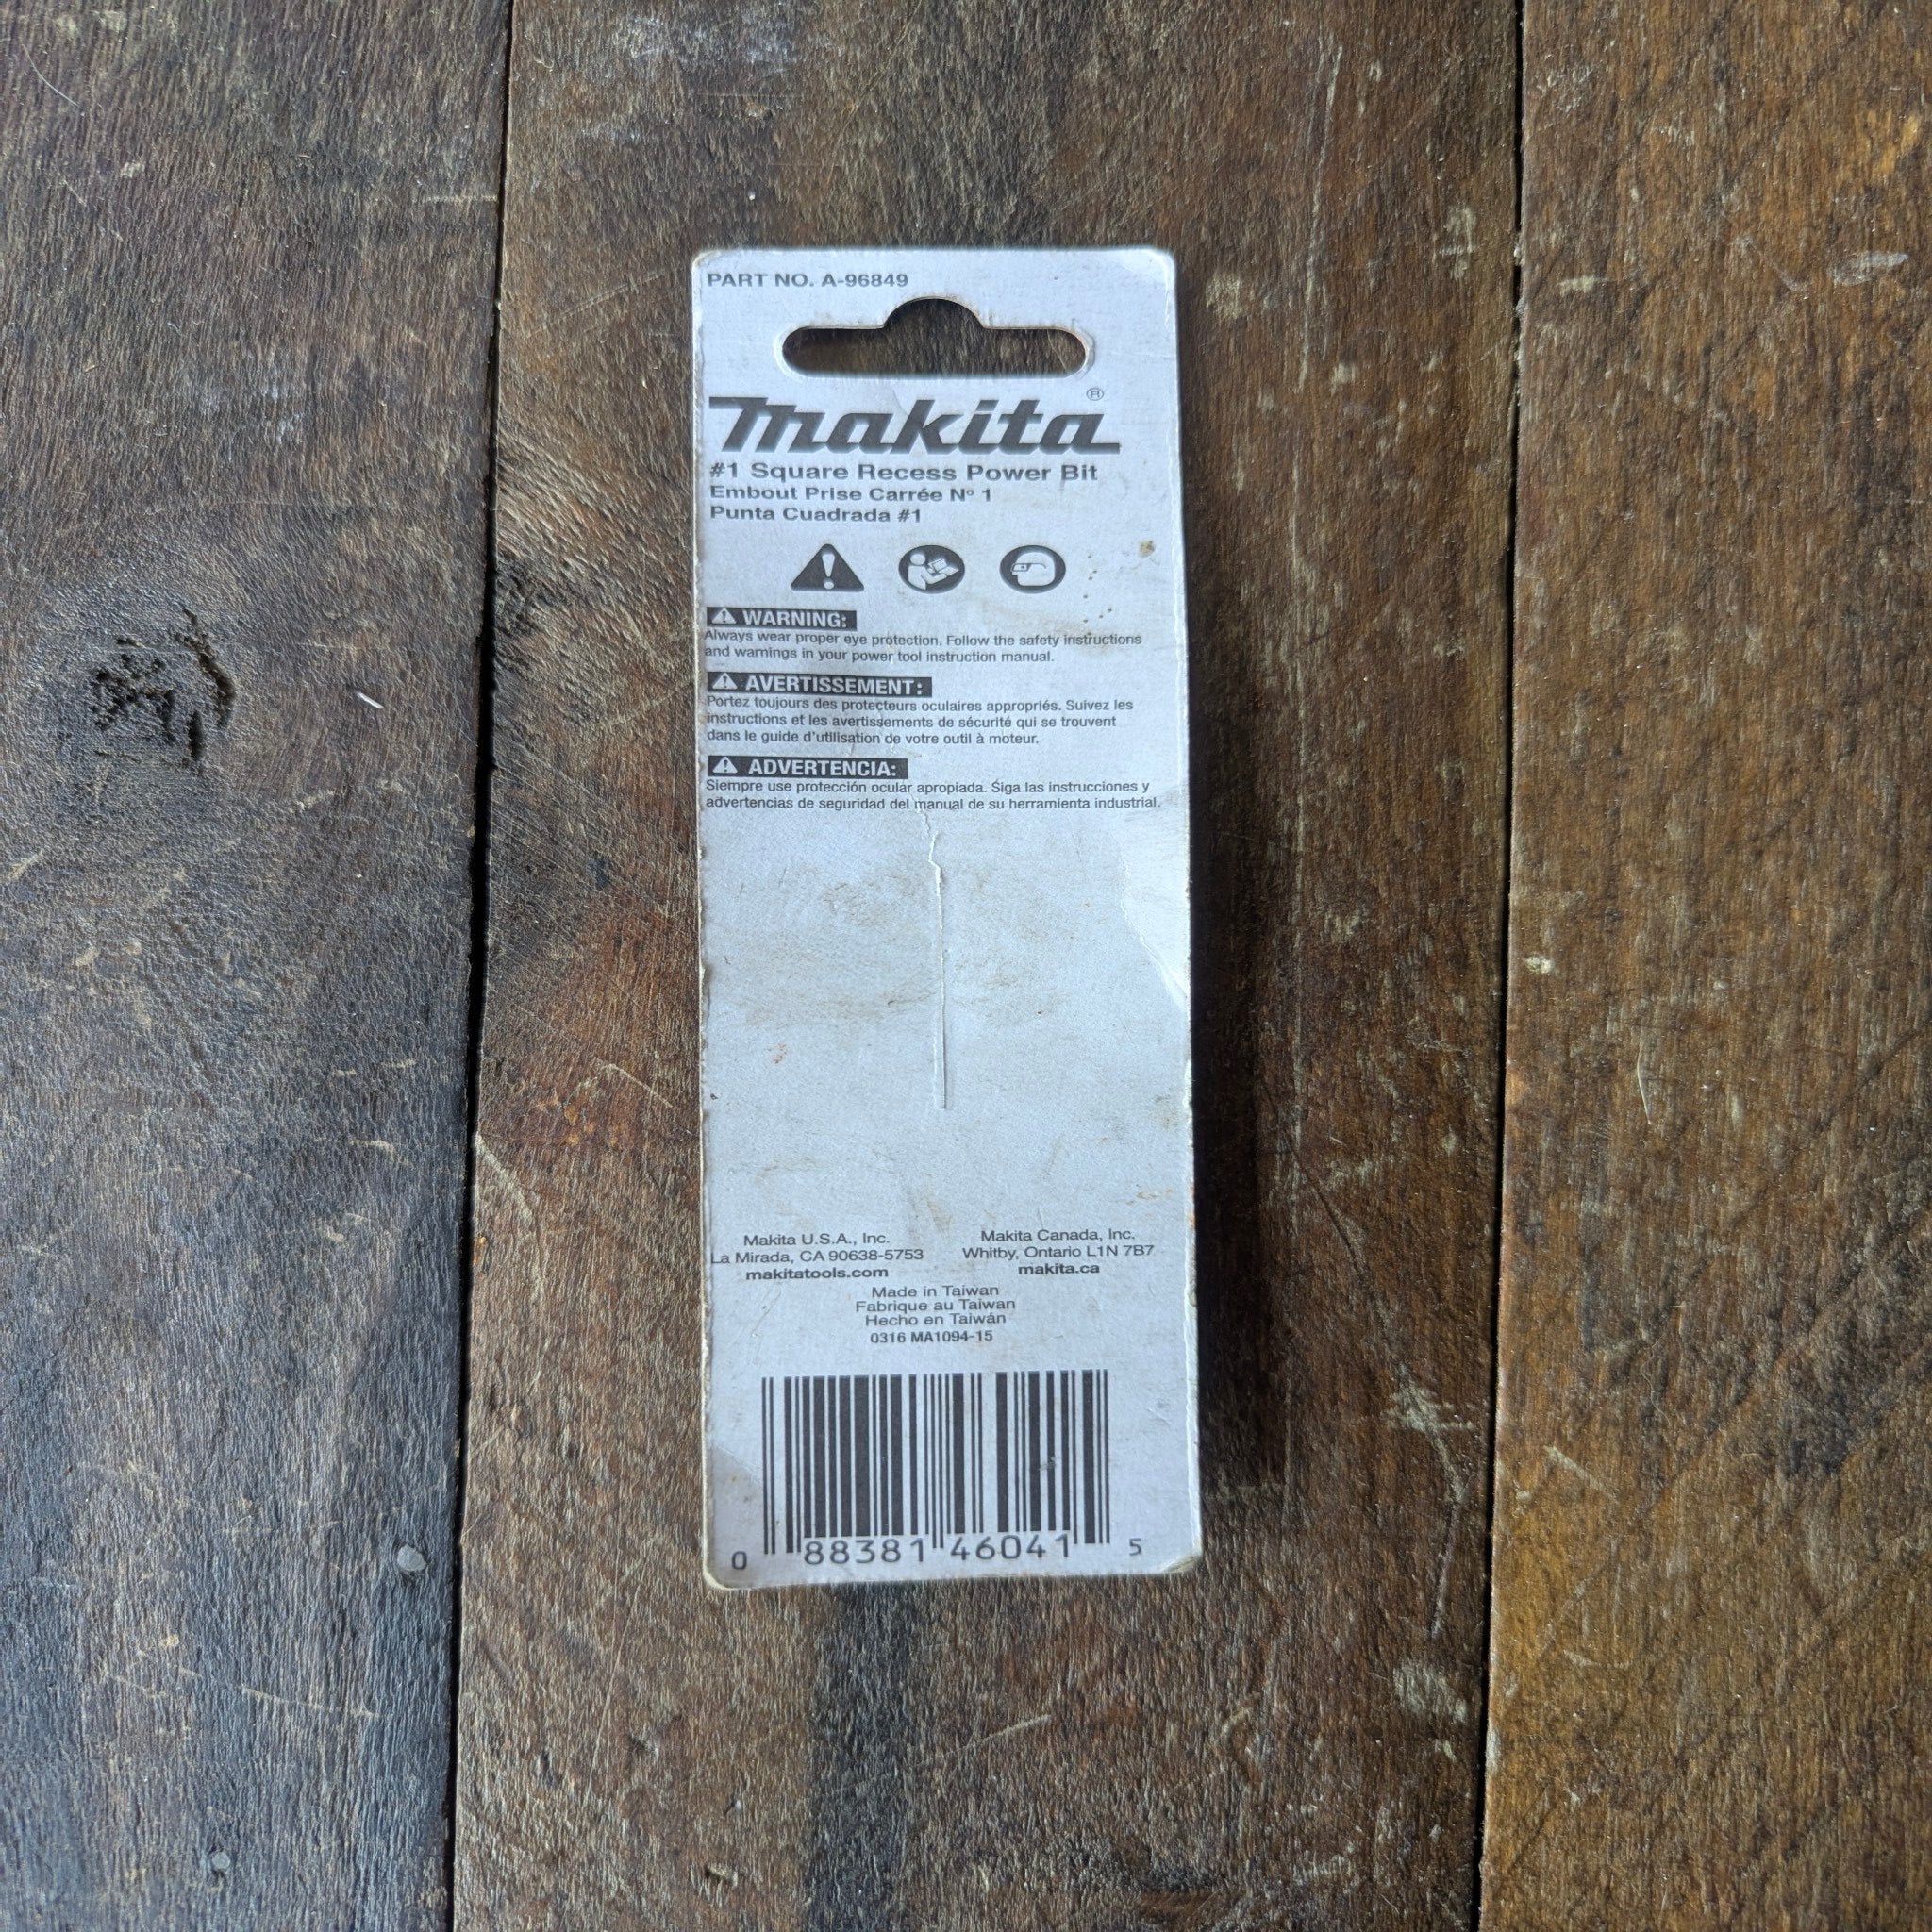 PART NO. A-96849
makita®
#1 Square Recess Power Bit
Embout Prise Carrée Nº 1
Punta Cuadrada #1
WARNING:
Always wear proper eye protection. Follow the safety instructions
and warnings in your power tool instruction manual.
AVERTISSEMENT:
Portez toujours des protecteurs oculaires appropriés. Suivez les
instructions et les avertissements de sécurité qui se trouvent
dans le guide d'utilisation de votre outil à moteur.
ADVERTENCIA:
Siempre use protección ocular apropiada. Siga las instrucciones y
advertencias de seguridad del manual de su herramienta industrial.
Makita U.S.A., Inc.
La Mirada, CA 90638-5753
makitatools.com
Makita Canada, Inc.
Whitby, Ontario L1N 7B7
makita.ca
Made in Taiwan
Fabrique au Taiwan
Hecho en Taiwán
0316 MA1094-15
0 88381 46041 5